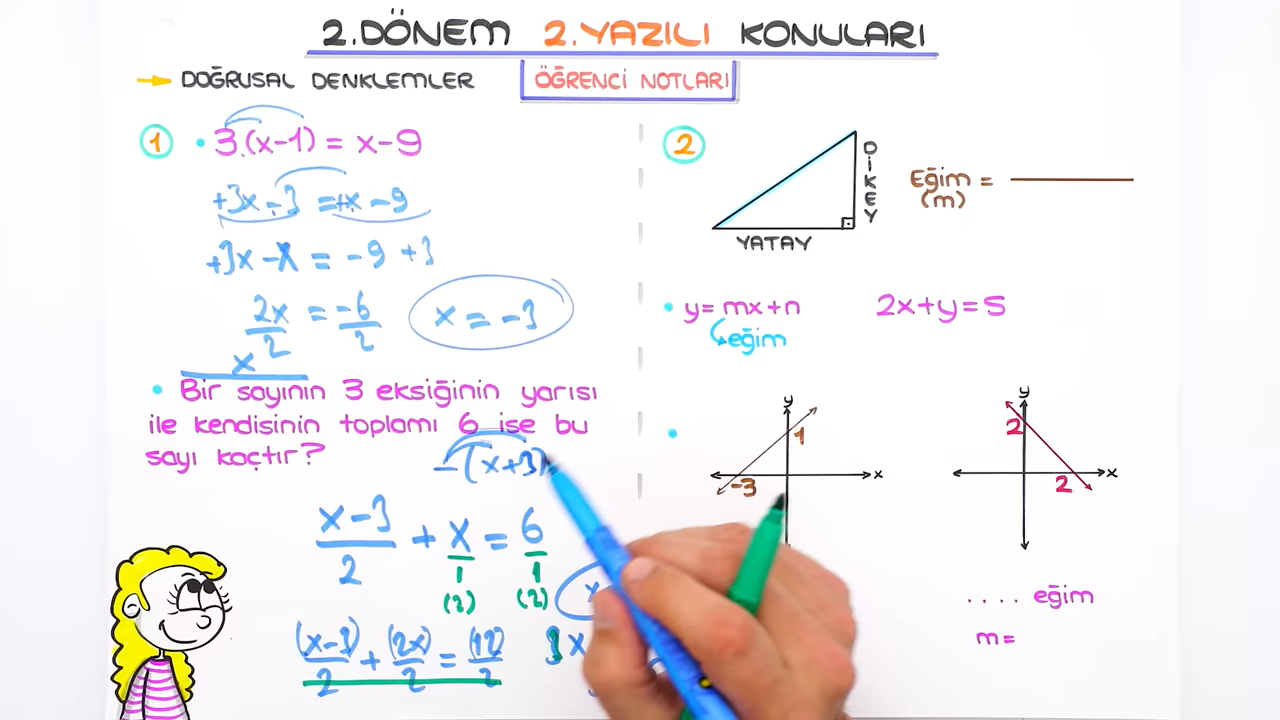 2.DÖNEM 2.YAZILI KONULARI
DOĞRUSAL DENKLEMLER
ÖĞRENCİ NOTLARI
1
• 3.(x-1) = x-9
+3x-3 = +x-9
+3x-x = -9+3
2x/2 = -6/2
x
x = -3
• Bir sayının 3 eksiğinin yarısı
ile kendisinin toplamı 6 ise bu
sayı kaçtır?
-(x+3)
x-3/2 + x/1 = 6/1
(2) (2)
(x-3)/2 + (2x)/2 = (12)/2
3x
2
DİKEY
YATAY
Eğim =
(m)
• y=mx+n
eğim
2x+y=5
y
1
x
-3
y
2
x
2
.... eğim
m=